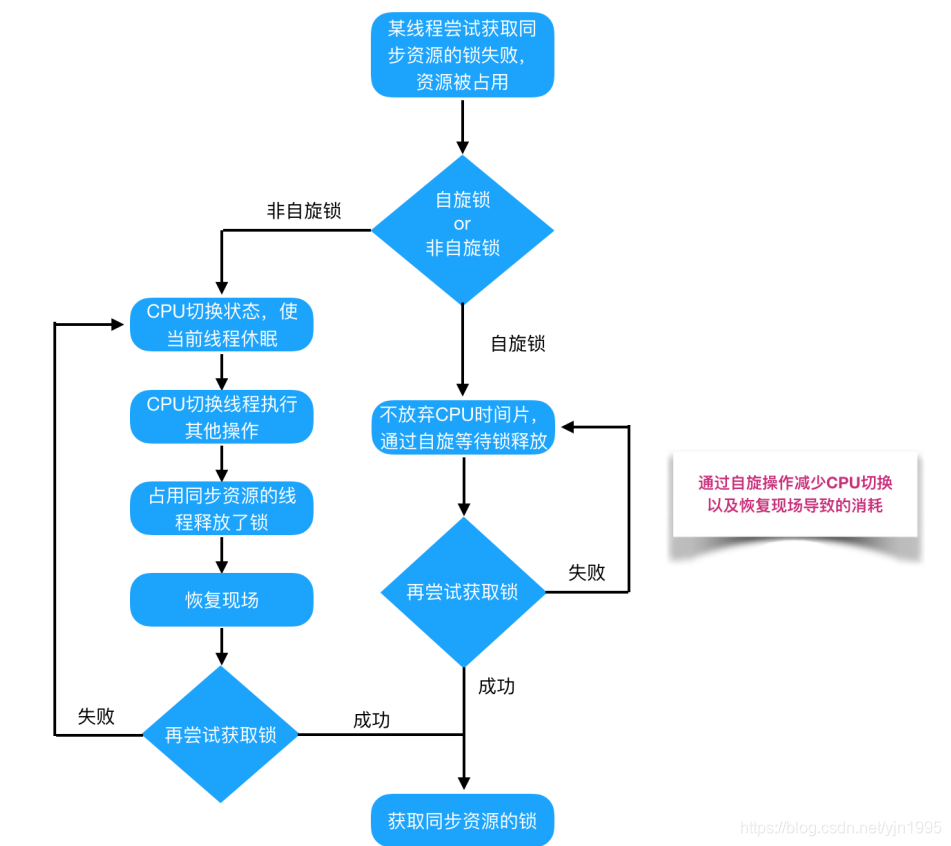 某线程尝试获取同
步资源的锁失败，
资源被占用
自旋锁
or
非自旋锁
非自旋锁
自旋锁
CPU切换状态，使
当前线程休眠
CPU切换线程执行
其他操作
占用同步资源的线
程释放了锁
恢复现场
再尝试获取锁
失败
成功
不放弃CPU时间片，
通过自旋等待锁释放
再尝试获取锁
失败
成功
获取同步资源的锁
通过自旋操作减少CPU切换
以及恢复现场导致的消耗
https://blog.csdn.net/yjn1995